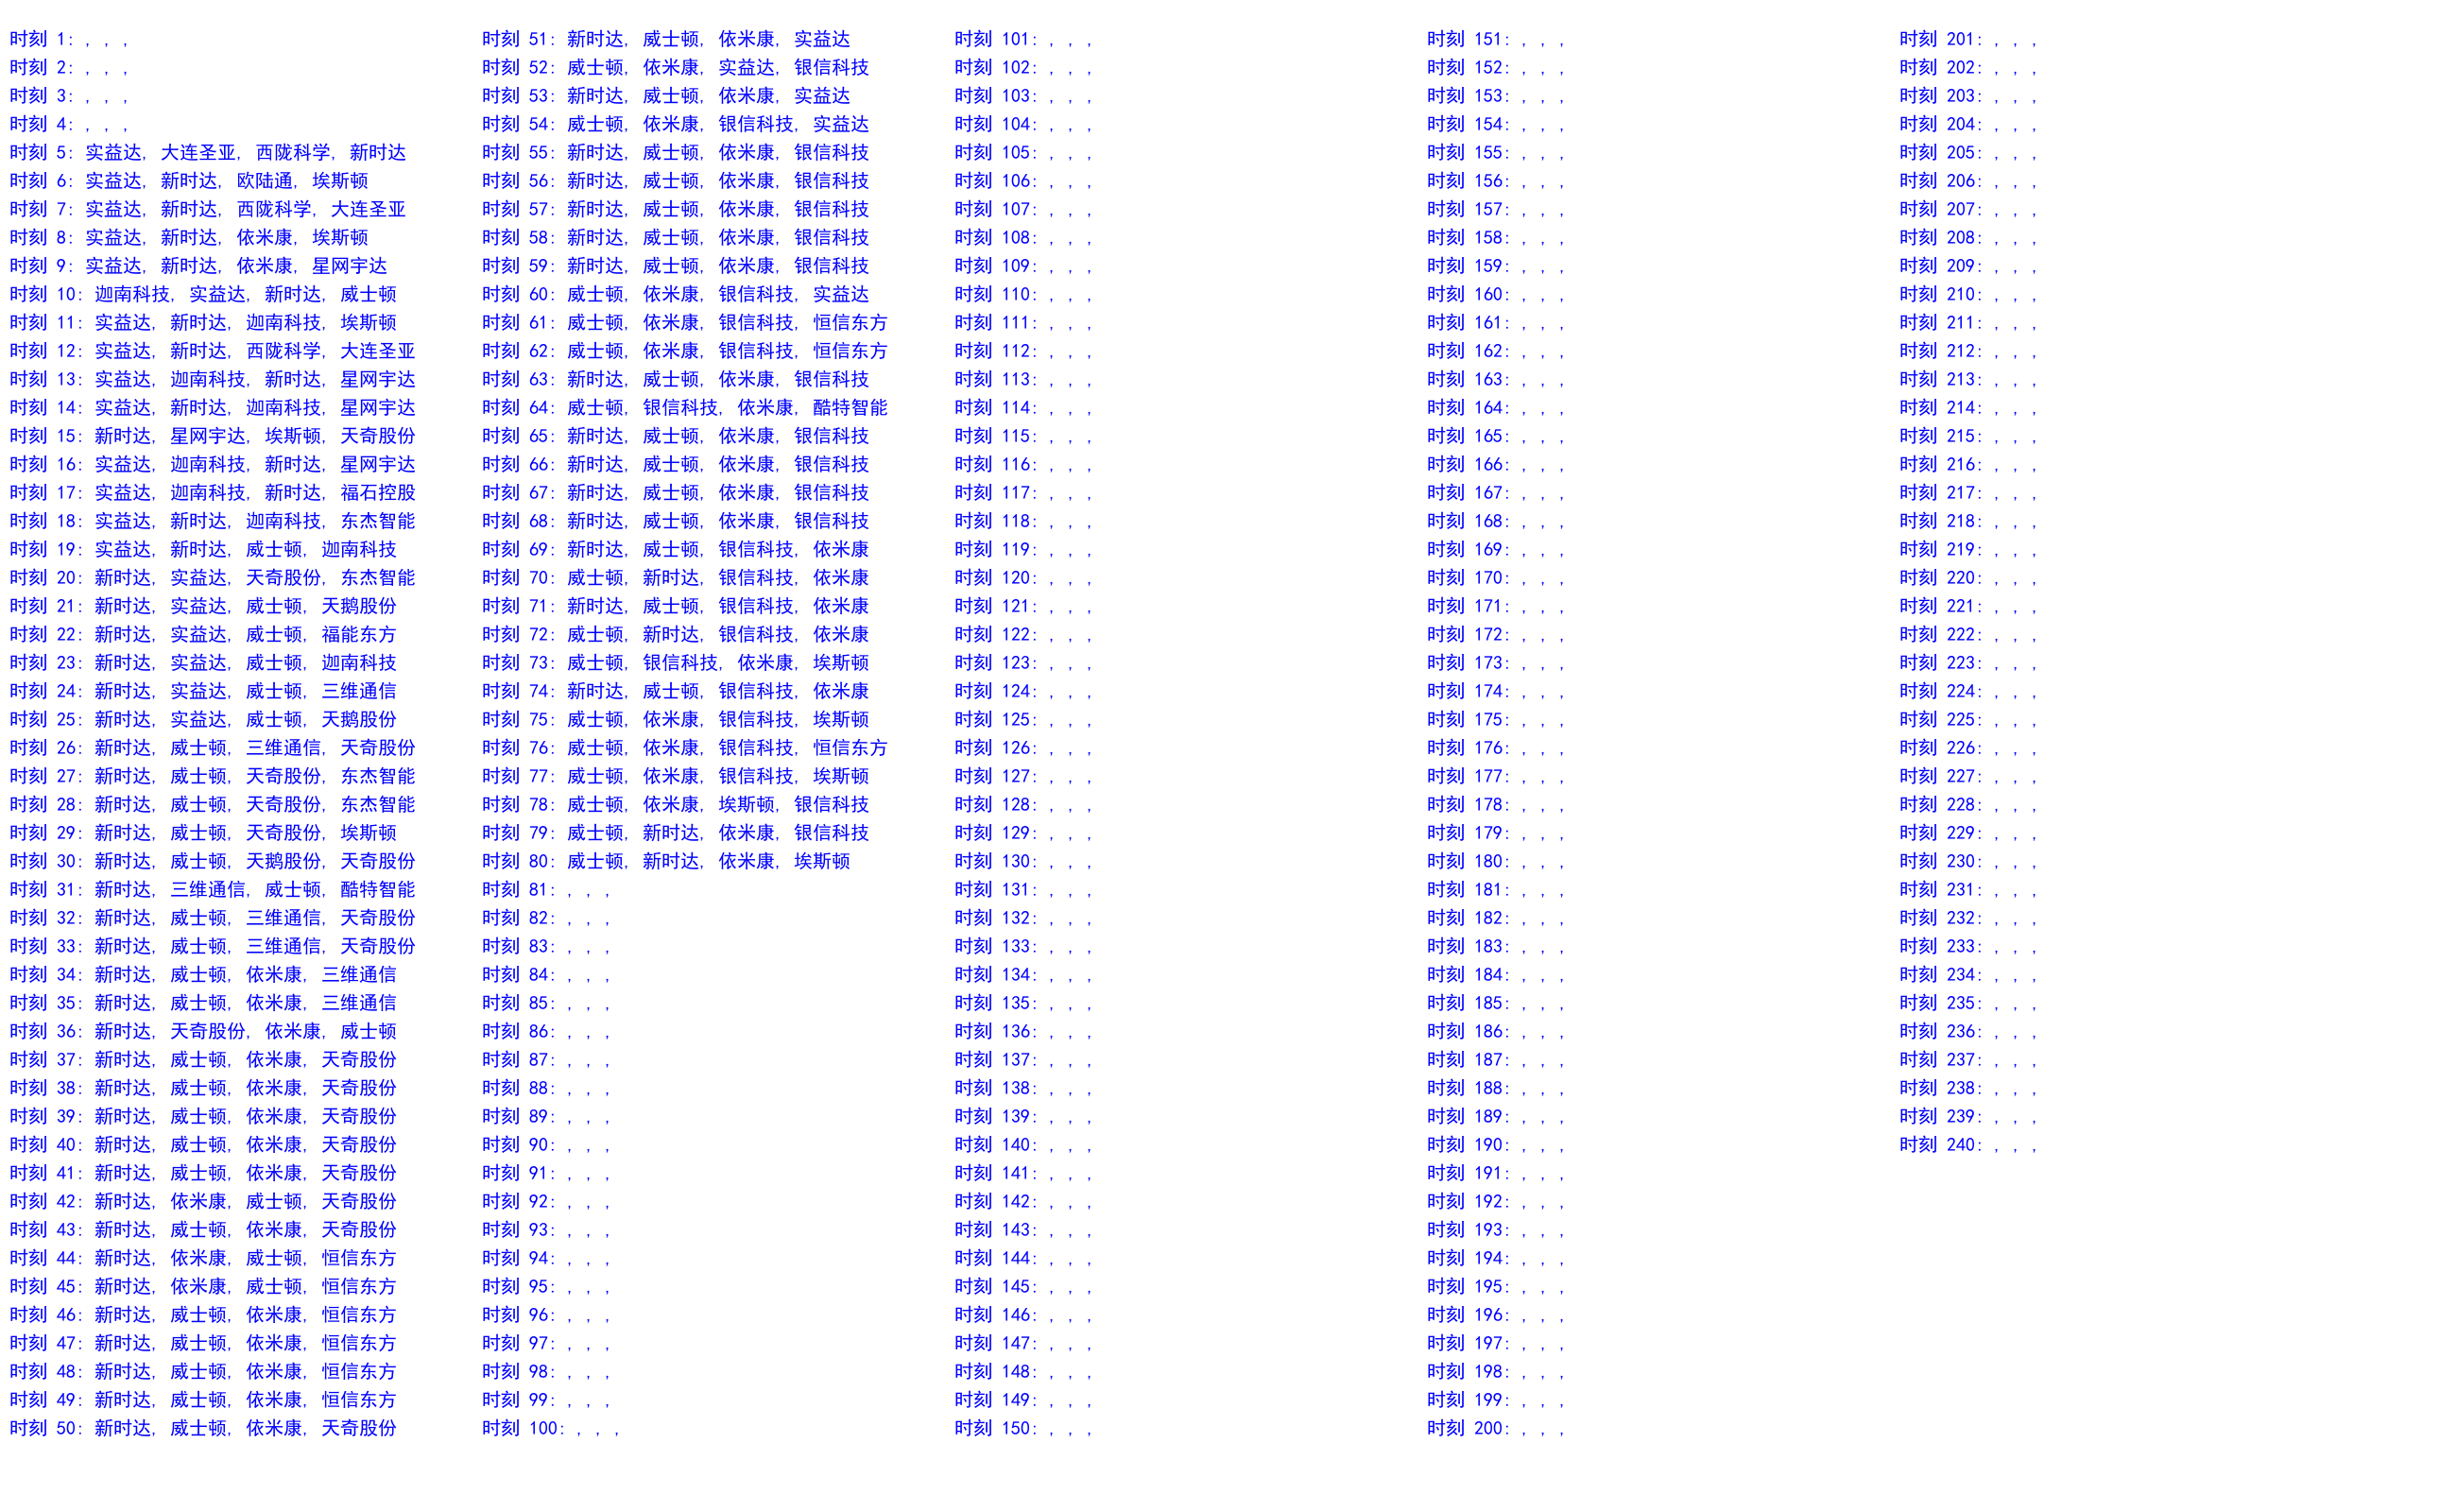 时刻 1: , , ,
时刻 2: , , ,
时刻 3: , , ,
时刻 4: , , ,
时刻 5: 实益达, 大连圣亚, 西陇科学, 新时达
时刻 6: 实益达, 新时达, 欧陆通, 埃斯顿
时刻 7: 实益达, 新时达, 西陇科学, 大连圣亚
时刻 8: 实益达, 新时达, 依米康, 埃斯顿
时刻 9: 实益达, 新时达, 依米康, 星网宇达
时刻 10: 迦南科技, 实益达, 新时达, 威士顿
时刻 11: 实益达, 新时达, 迦南科技, 埃斯顿
时刻 12: 实益达, 新时达, 西陇科学, 大连圣亚
时刻 13: 实益达, 迦南科技, 新时达, 星网宇达
时刻 14: 实益达, 新时达, 迦南科技, 星网宇达
时刻 15: 新时达, 星网宇达, 埃斯顿, 天奇股份
时刻 16: 实益达, 迦南科技, 新时达, 星网宇达
时刻 17: 实益达, 迦南科技, 新时达, 福石控股
时刻 18: 实益达, 新时达, 迦南科技, 东杰智能
时刻 19: 实益达, 新时达, 威士顿, 迦南科技
时刻 20: 新时达, 实益达, 天奇股份, 东杰智能
时刻 21: 新时达, 实益达, 威士顿, 天鹅股份
时刻 22: 新时达, 实益达, 威士顿, 福能东方
时刻 23: 新时达, 实益达, 威士顿, 迦南科技
时刻 24: 新时达, 实益达, 威士顿, 三维通信
时刻 25: 新时达, 实益达, 威士顿, 天鹅股份
时刻 26: 新时达, 威士顿, 三维通信, 天奇股份
时刻 27: 新时达, 威士顿, 天奇股份, 东杰智能
时刻 28: 新时达, 威士顿, 天奇股份, 东杰智能
时刻 29: 新时达, 威士顿, 天奇股份, 埃斯顿
时刻 30: 新时达, 威士顿, 天鹅股份, 天奇股份
时刻 31: 新时达, 三维通信, 威士顿, 酷特智能
时刻 32: 新时达, 威士顿, 三维通信, 天奇股份
时刻 33: 新时达, 威士顿, 三维通信, 天奇股份
时刻 34: 新时达, 威士顿, 依米康, 三维通信
时刻 35: 新时达, 威士顿, 依米康, 三维通信
时刻 36: 新时达, 天奇股份, 依米康, 威士顿
时刻 37: 新时达, 威士顿, 依米康, 天奇股份
时刻 38: 新时达, 威士顿, 依米康, 天奇股份
时刻 39: 新时达, 威士顿, 依米康, 天奇股份
时刻 40: 新时达, 威士顿, 依米康, 天奇股份
时刻 41: 新时达, 威士顿, 依米康, 天奇股份
时刻 42: 新时达, 依米康, 威士顿, 天奇股份
时刻 43: 新时达, 威士顿, 依米康, 天奇股份
时刻 44: 新时达, 依米康, 威士顿, 恒信东方
时刻 45: 新时达, 依米康, 威士顿, 恒信东方
时刻 46: 新时达, 威士顿, 依米康, 恒信东方
时刻 47: 新时达, 威士顿, 依米康, 恒信东方
时刻 48: 新时达, 威士顿, 依米康, 恒信东方
时刻 49: 新时达, 威士顿, 依米康, 恒信东方
时刻 50: 新时达, 威士顿, 依米康, 天奇股份
时刻 51: 新时达, 威士顿, 依米康, 实益达
时刻 52: 威士顿, 依米康, 实益达, 银信科技
时刻 53: 新时达, 威士顿, 依米康, 实益达
时刻 54: 威士顿, 依米康, 银信科技, 实益达
时刻 55: 新时达, 威士顿, 依米康, 银信科技
时刻 56: 新时达, 威士顿, 依米康, 银信科技
时刻 57: 新时达, 威士顿, 依米康, 银信科技
时刻 58: 新时达, 威士顿, 依米康, 银信科技
时刻 59: 新时达, 威士顿, 依米康, 银信科技
时刻 60: 威士顿, 依米康, 银信科技, 实益达
时刻 61: 威士顿, 依米康, 银信科技, 恒信东方
时刻 62: 威士顿, 依米康, 银信科技, 恒信东方
时刻 63: 新时达, 威士顿, 依米康, 银信科技
时刻 64: 威士顿, 银信科技, 依米康, 酷特智能
时刻 65: 新时达, 威士顿, 依米康, 银信科技
时刻 66: 新时达, 威士顿, 依米康, 银信科技
时刻 67: 新时达, 威士顿, 依米康, 银信科技
时刻 68: 新时达, 威士顿, 依米康, 银信科技
时刻 69: 新时达, 威士顿, 银信科技, 依米康
时刻 70: 威士顿, 新时达, 银信科技, 依米康
时刻 71: 新时达, 威士顿, 银信科技, 依米康
时刻 72: 威士顿, 新时达, 银信科技, 依米康
时刻 73: 威士顿, 银信科技, 依米康, 埃斯顿
时刻 74: 新时达, 威士顿, 银信科技, 依米康
时刻 75: 威士顿, 依米康, 银信科技, 埃斯顿
时刻 76: 威士顿, 依米康, 银信科技, 恒信东方
时刻 77: 威士顿, 依米康, 银信科技, 埃斯顿
时刻 78: 威士顿, 依米康, 埃斯顿, 银信科技
时刻 79: 威士顿, 新时达, 依米康, 银信科技
时刻 80: 威士顿, 新时达, 依米康, 埃斯顿
时刻 81: , , ,
时刻 82: , , ,
时刻 83: , , ,
时刻 84: , , ,
时刻 85: , , ,
时刻 86: , , ,
时刻 87: , , ,
时刻 88: , , ,
时刻 89: , , ,
时刻 90: , , ,
时刻 91: , , ,
时刻 92: , , ,
时刻 93: , , ,
时刻 94: , , ,
时刻 95: , , ,
时刻 96: , , ,
时刻 97: , , ,
时刻 98: , , ,
时刻 99: , , ,
时刻 100: , , ,
时刻 101: , , ,
时刻 102: , , ,
时刻 103: , , ,
时刻 104: , , ,
时刻 105: , , ,
时刻 106: , , ,
时刻 107: , , ,
时刻 108: , , ,
时刻 109: , , ,
时刻 110: , , ,
时刻 111: , , ,
时刻 112: , , ,
时刻 113: , , ,
时刻 114: , , ,
时刻 115: , , ,
时刻 116: , , ,
时刻 117: , , ,
时刻 118: , , ,
时刻 119: , , ,
时刻 120: , , ,
时刻 121: , , ,
时刻 122: , , ,
时刻 123: , , ,
时刻 124: , , ,
时刻 125: , , ,
时刻 126: , , ,
时刻 127: , , ,
时刻 128: , , ,
时刻 129: , , ,
时刻 130: , , ,
时刻 131: , , ,
时刻 132: , , ,
时刻 133: , , ,
时刻 134: , , ,
时刻 135: , , ,
时刻 136: , , ,
时刻 137: , , ,
时刻 138: , , ,
时刻 139: , , ,
时刻 140: , , ,
时刻 141: , , ,
时刻 142: , , ,
时刻 143: , , ,
时刻 144: , , ,
时刻 145: , , ,
时刻 146: , , ,
时刻 147: , , ,
时刻 148: , , ,
时刻 149: , , ,
时刻 150: , , ,
时刻 151: , , ,
时刻 152: , , ,
时刻 153: , , ,
时刻 154: , , ,
时刻 155: , , ,
时刻 156: , , ,
时刻 157: , , ,
时刻 158: , , ,
时刻 159: , , ,
时刻 160: , , ,
时刻 161: , , ,
时刻 162: , , ,
时刻 163: , , ,
时刻 164: , , ,
时刻 165: , , ,
时刻 166: , , ,
时刻 167: , , ,
时刻 168: , , ,
时刻 169: , , ,
时刻 170: , , ,
时刻 171: , , ,
时刻 172: , , ,
时刻 173: , , ,
时刻 174: , , ,
时刻 175: , , ,
时刻 176: , , ,
时刻 177: , , ,
时刻 178: , , ,
时刻 179: , , ,
时刻 180: , , ,
时刻 181: , , ,
时刻 182: , , ,
时刻 183: , , ,
时刻 184: , , ,
时刻 185: , , ,
时刻 186: , , ,
时刻 187: , , ,
时刻 188: , , ,
时刻 189: , , ,
时刻 190: , , ,
时刻 191: , , ,
时刻 192: , , ,
时刻 193: , , ,
时刻 194: , , ,
时刻 195: , , ,
时刻 196: , , ,
时刻 197: , , ,
时刻 198: , , ,
时刻 199: , , ,
时刻 200: , , ,
时刻 201: , , ,
时刻 202: , , ,
时刻 203: , , ,
时刻 204: , , ,
时刻 205: , , ,
时刻 206: , , ,
时刻 207: , , ,
时刻 208: , , ,
时刻 209: , , ,
时刻 210: , , ,
时刻 211: , , ,
时刻 212: , , ,
时刻 213: , , ,
时刻 214: , , ,
时刻 215: , , ,
时刻 216: , , ,
时刻 217: , , ,
时刻 218: , , ,
时刻 219: , , ,
时刻 220: , , ,
时刻 221: , , ,
时刻 222: , , ,
时刻 223: , , ,
时刻 224: , , ,
时刻 225: , , ,
时刻 226: , , ,
时刻 227: , , ,
时刻 228: , , ,
时刻 229: , , ,
时刻 230: , , ,
时刻 231: , , ,
时刻 232: , , ,
时刻 233: , , ,
时刻 234: , , ,
时刻 235: , , ,
时刻 236: , , ,
时刻 237: , , ,
时刻 238: , , ,
时刻 239: , , ,
时刻 240: , , ,